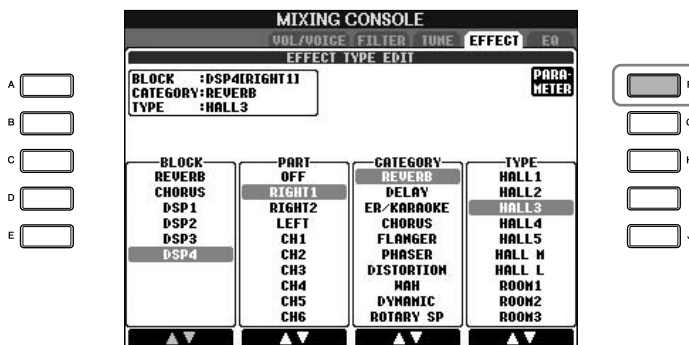 MIXING CONSOLE
VOL/VOICE FILTER TUNE EFFECT EQ
EFFECT TYPE EDIT
BLOCK :DSP4[RIGHT1]
CATEGORY:REVERB
TYPE :HALL3
PARA-
METER
A
B
C
D
E
BLOCK PART CATEGORY TYPE
REVERB OFF REVERB HALL1
CHORUS RIGHT1 DELAY HALL2
DSP1 RIGHT2 ER/KARAOKE HALL3
DSP2 LEFT CHORUS HALL4
DSP3 CH1 FLANGER HALL5
DSP4 CH2 PHASER HALL M
CH3 DISTORTION HALL L
CH4 WAH ROOM1
CH5 DYNAMIC ROOM2
CH6 ROTARY SP ROOM3